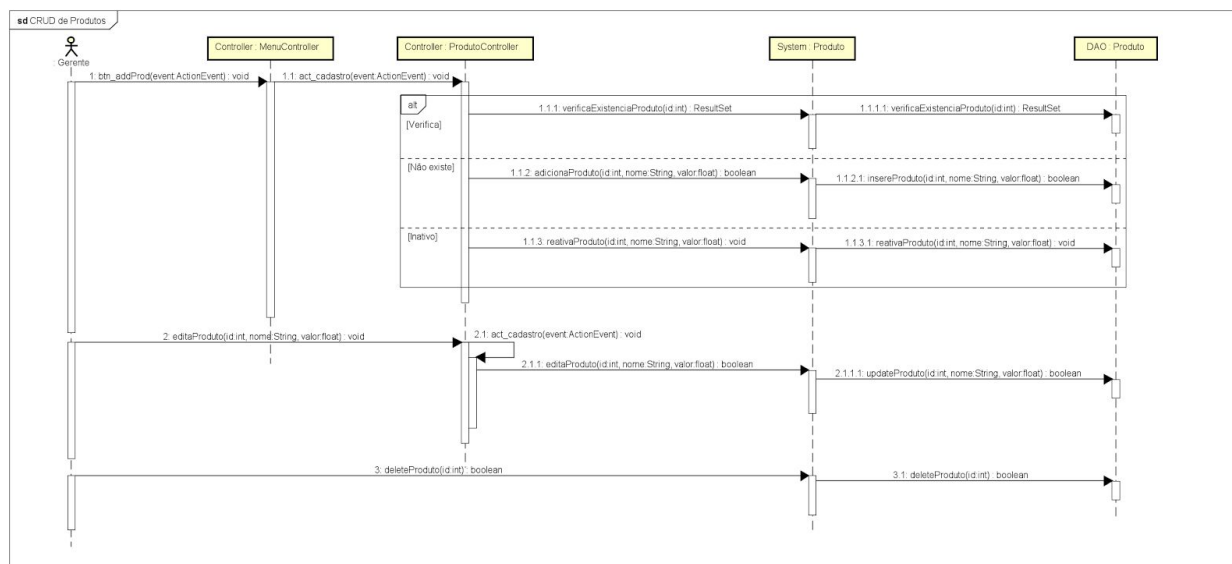 sd CRUD de Produtos
: Gerente
Controller : MenuController
Controller : ProdutoController
System : Produto
DAO : Produto
1: btn_addProd(event:ActionEvent) : void
1.1: act_cadastro(event:ActionEvent) : void
alt
[Verifica]
1.1.1: verificaExistenciaProduto(id:int) : ResultSet
1.1.1.1: verificaExistenciaProduto(id:int) : ResultSet
[Não existe]
1.1.2: adicionaProduto(id:int, nome:String, valor:float) : boolean
1.1.2.1: insereProduto(id:int, nome:String, valor:float) : boolean
[Inativo]
1.1.3: reativaProduto(id:int, nome:String, valor:float) : void
1.1.3.1: reativaProduto(id:int, nome:String, valor:float) : void
2: editaProduto(id:int, nome:String, valor:float) : void
2.1: act_cadastro(event:ActionEvent) : void
2.1.1: editaProduto(id:int, nome:String, valor:float) : boolean
2.1.1.1: updateProduto(id:int, nome:String, valor:float) : boolean
3: deleteProduto(id:int) : boolean
3.1: deleteProduto(id:int) : boolean